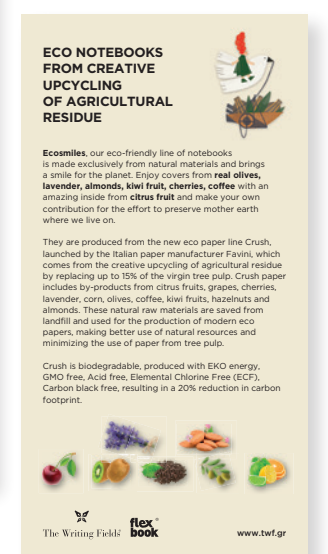 ECO NOTEBOOKS
FROM CREATIVE
UPCYCLING
OF AGRICULTURAL
RESIDUE
Ecosmiles, our eco-friendly line of notebooks
is made exclusively from natural materials and brings
a smile for the planet. Enjoy covers from real olives,
lavender, almonds, kiwi fruit, cherries, coffee with an
amazing inside from citrus fruit and make your own
contribution for the effort to preserve mother earth
where we live on.
They are produced from the new eco paper line Crush,
launched by the Italian paper manufacturer Favini, which
comes from the creative upcycling of agricultural residue
by replacing up to 15% of the virgin tree pulp. Crush paper
includes by-products from citrus fruits, grapes, cherries,
lavender, corn, olives, coffee, kiwi fruits, hazelnuts and
almonds. These natural raw materials are saved from
landfill and used for the production of modern eco
papers, making better use of natural resources and
minimizing the use of paper from tree pulp.
Crush is biodegradable, produced with EKO energy,
GMO free, Acid free, Elemental Chlorine Free (ECF),
Carbon black free, resulting in a 20% reduction in carbon
footprint.
The Writing Fields®
flex®
book
www.twf.gr